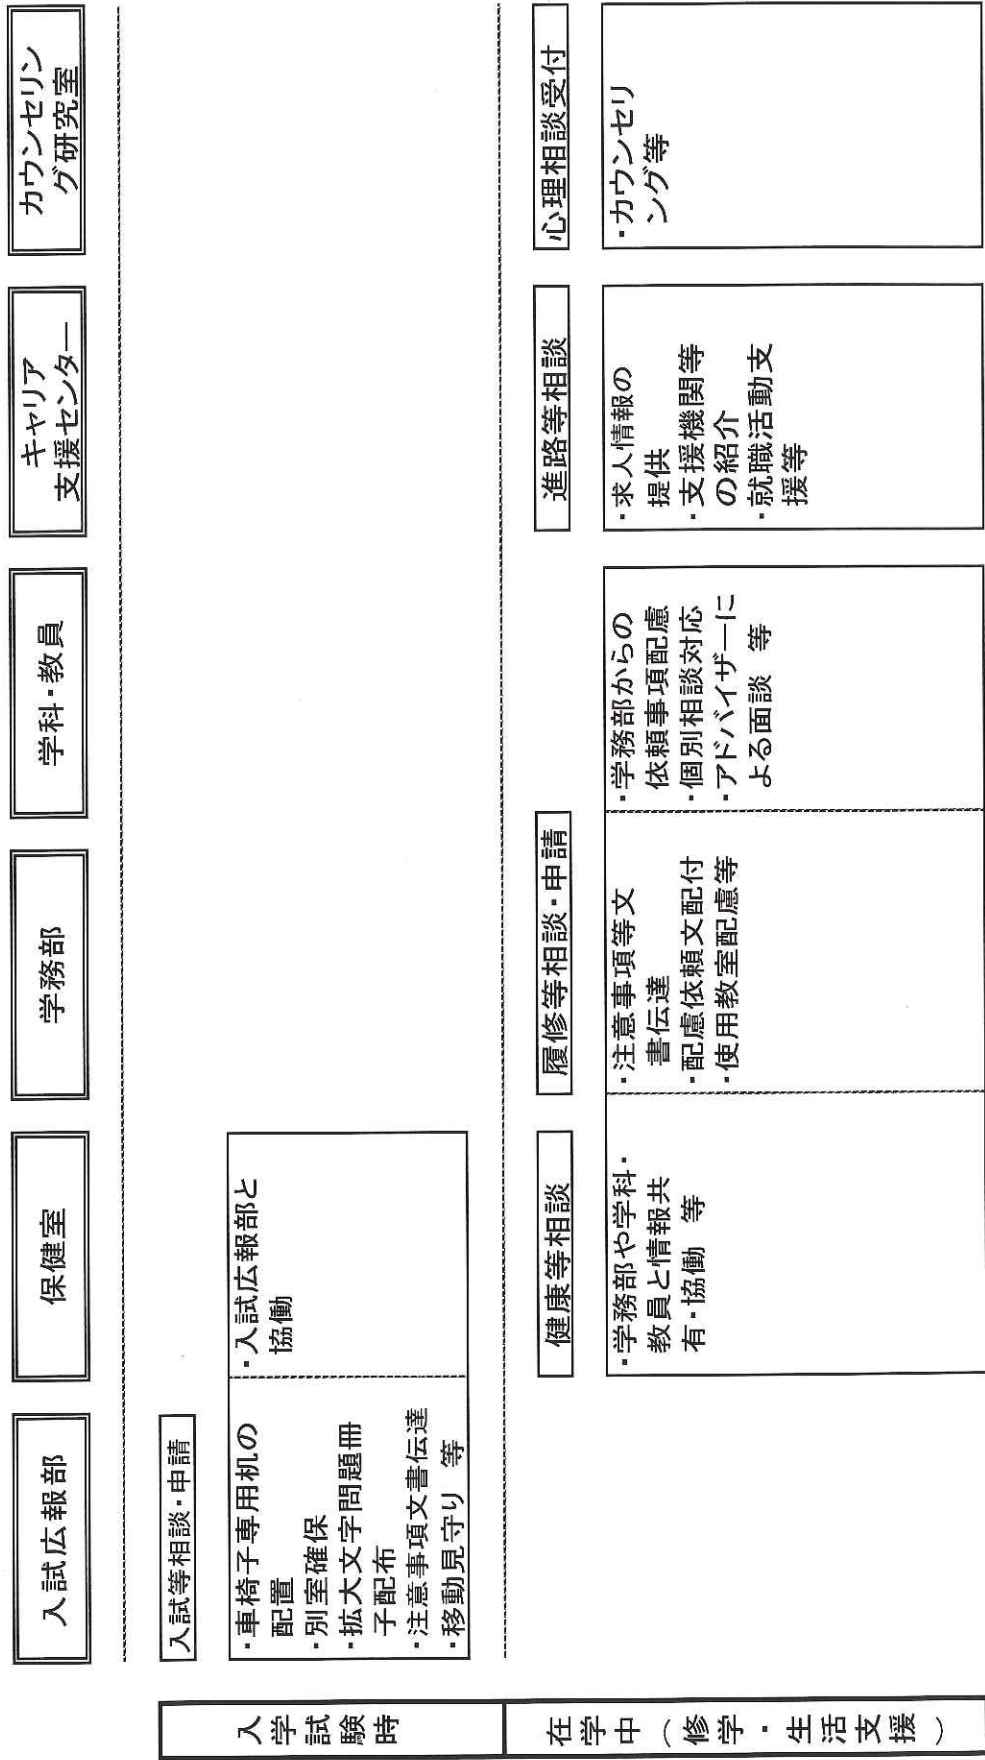 入試広報部
保健室
学務部
学科・教員
キャリア
支援センター
カウンセリン
グ研究室
入学試験時
入試等相談・申請
・車椅子専用机の
配置
・別室確保
・拡大文字問題冊
子配布
・注意事項文書伝達
・移動見守り 等
・入試広報部と
協働
在学中(修学・生活支援)
健康等相談
履修等相談・申請
進路等相談
心理相談受付
・学務部や学科・
教員と情報共
有・協働 等
・注意事項等文
書伝達
・配慮依頼文配付
・使用教室配慮等
・学務部からの
依頼事項配慮
・個別相談対応
・アドバイザーに
よる面談 等
・求人情報の
提供
・支援機関等
の紹介
・就職活動支
援等
・カウンセリ
ング等